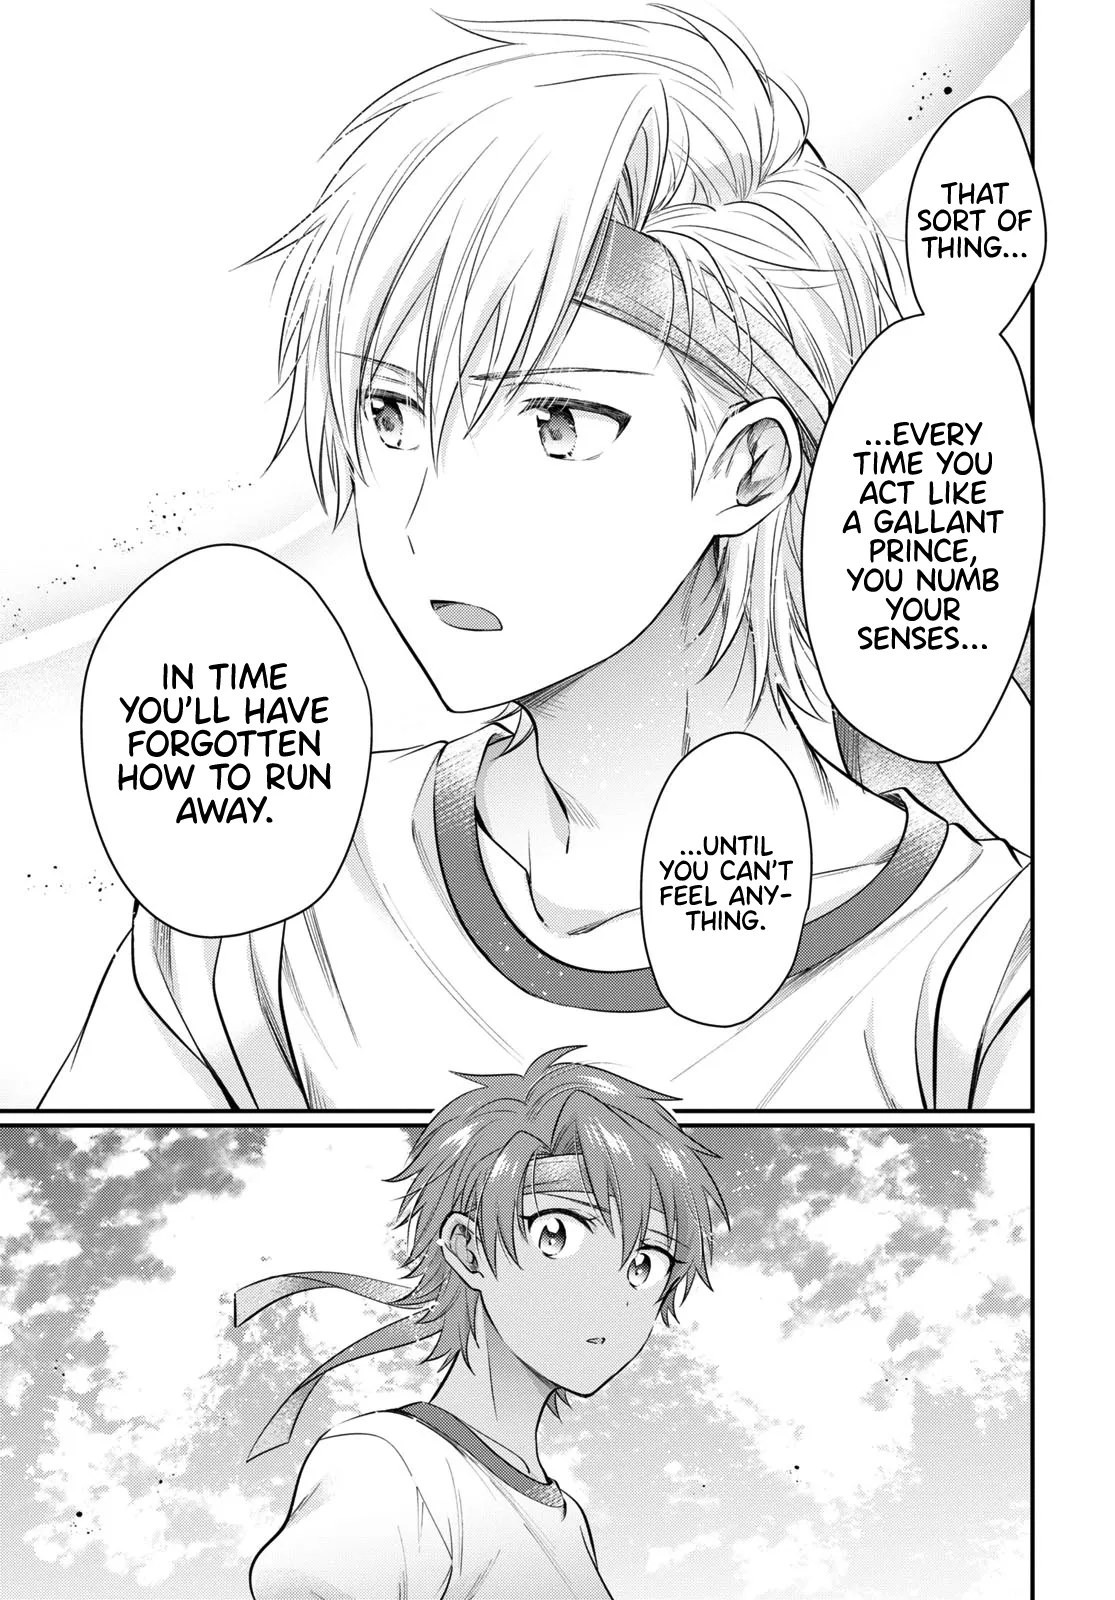 THAT
SORT OF
THING...
...EVERY
TIME YOU
ACT LIKE
A GALLANT
PRINCE,
YOU NUMB
YOUR
SENSES...
...UNTIL
YOU CAN'T
FEEL ANY-
THING.
IN TIME
YOU'LL HAVE
FORGOTTEN
HOW TO RUN
AWAY.